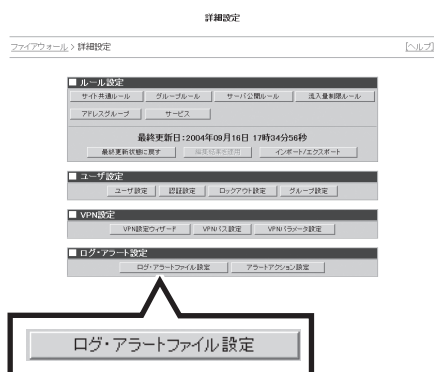 詳細設定
ファイアウォール > 詳細設定 [ヘルプ]
■ ルール設定
サイト共通ルール グループルール サーバ公開ルール 流入量制限ルール
アドレスグループ サービス
最終更新日:2004年09月16日 17時34分56秒
最終更新状態に戻す 編集結果を適用 インポート/エクスポート
■ ユーザ設定
ユーザ設定 認証設定 ロックアウト設定 グループ設定
■ VPN設定
VPN設定ウィザード VPNパス設定 VPNパラメータ設定
■ ログ・アラート設定
ログ・アラートファイル設定 アラートアクション設定
ログ・アラートファイル設定